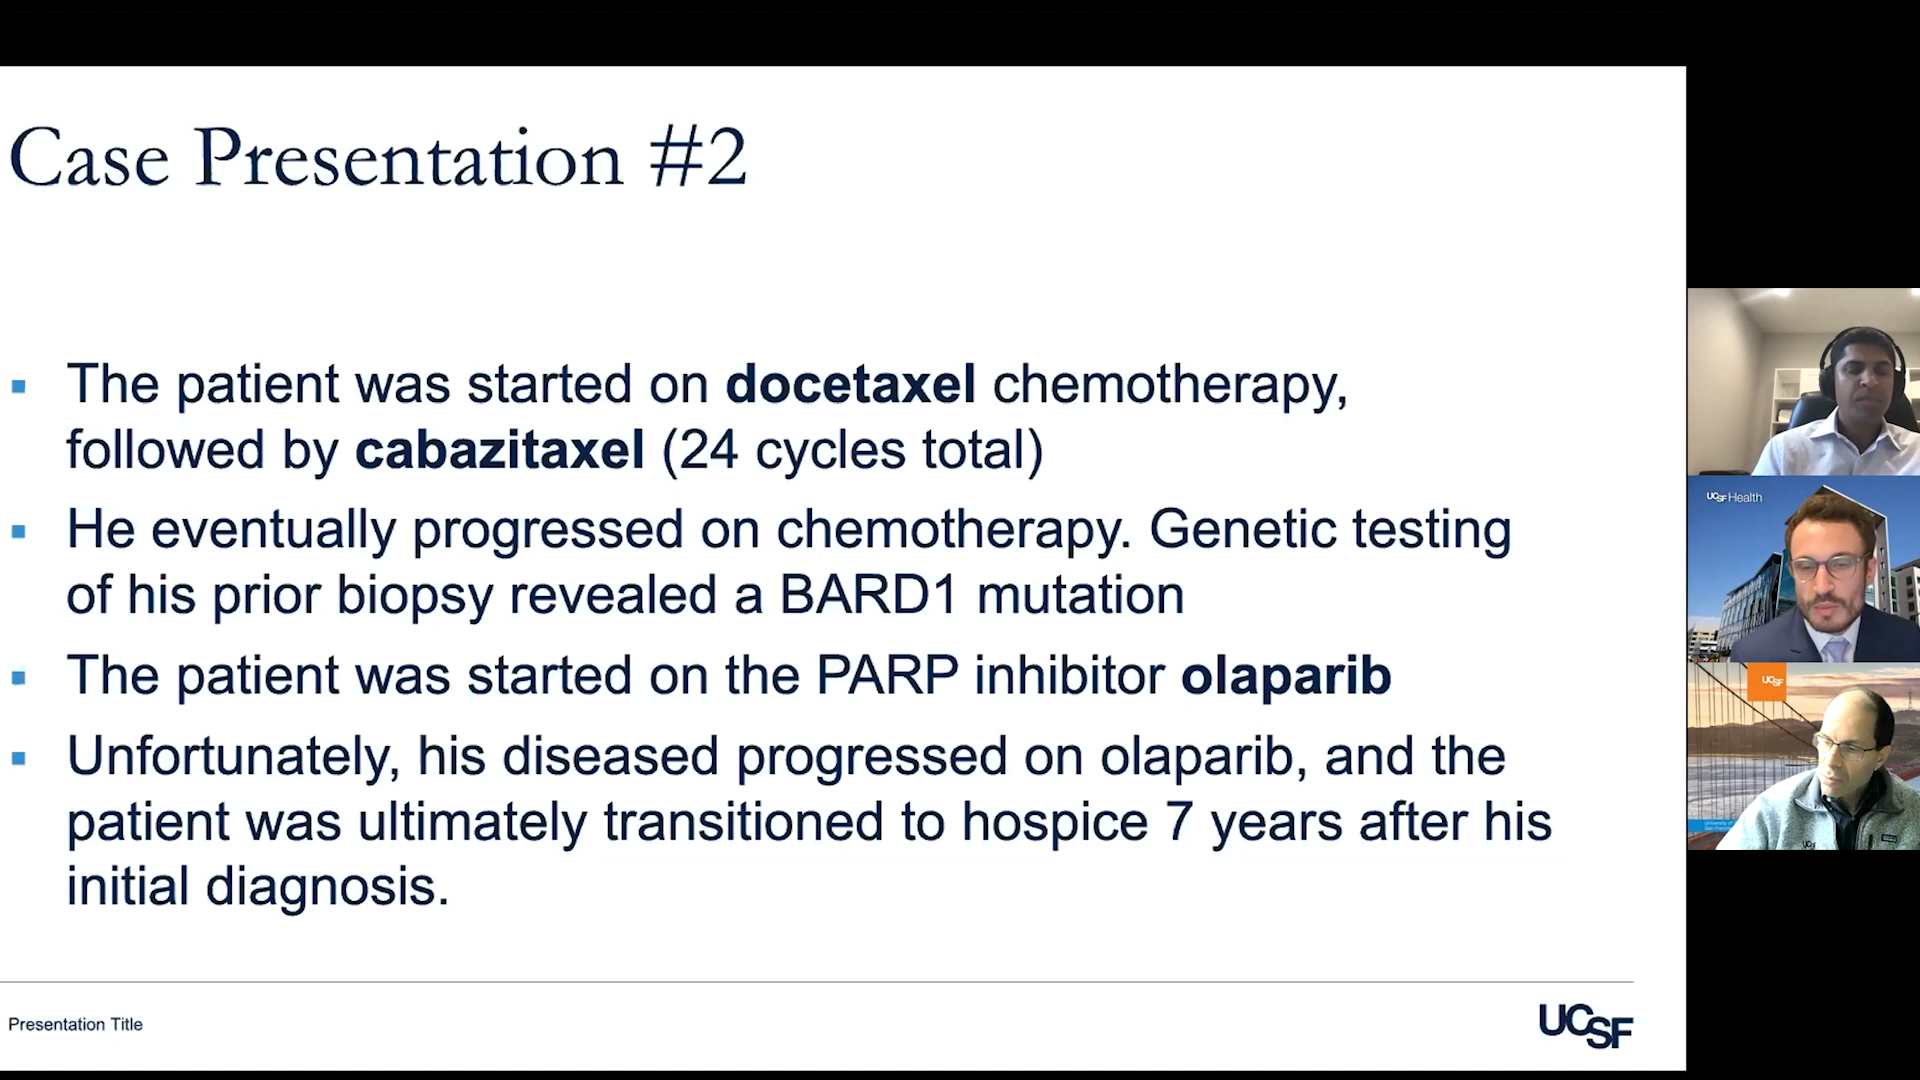 Case Presentation #2
The patient was started on docetaxel chemotherapy,
followed by cabazitaxel (24 cycles total)
He eventually progressed on chemotherapy. Genetic testing
of his prior biopsy revealed a BARD1 mutation
The patient was started on the PARP inhibitor olaparib
Unfortunately, his diseased progressed on olaparib, and the
patient was ultimately transitioned to hospice 7 years after his
initial diagnosis.
Presentation Title
UCSF
UCSF Health
UCSF